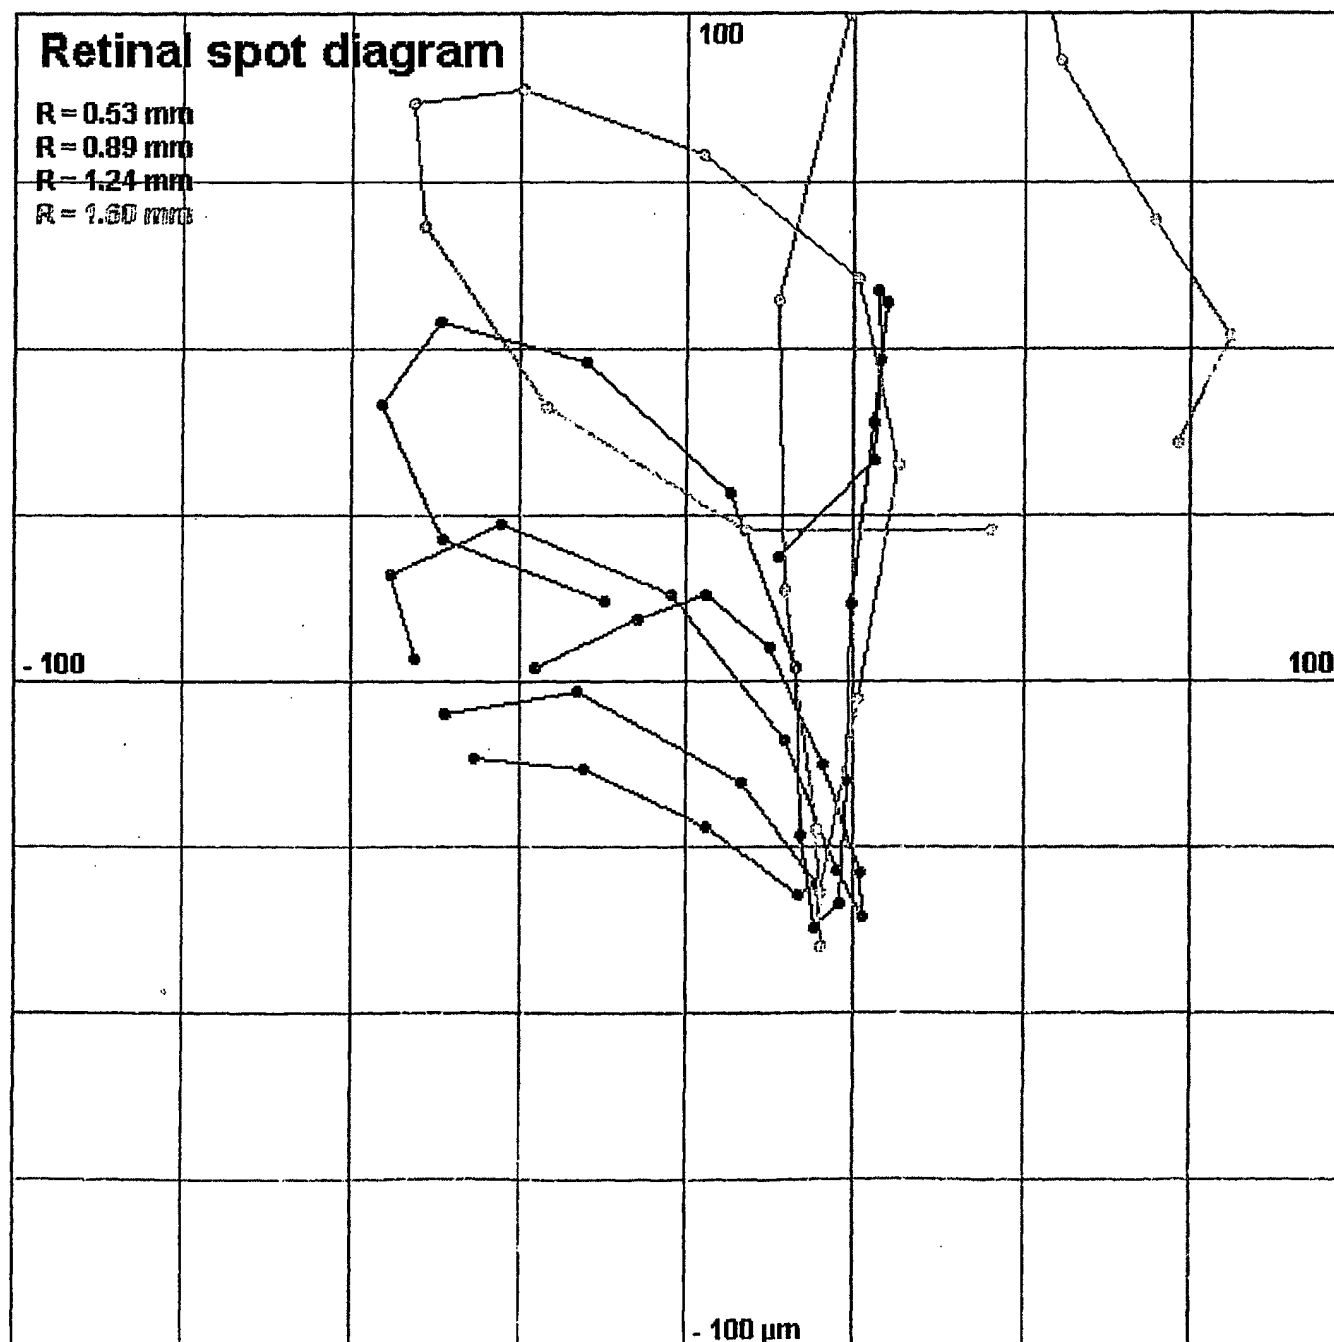 Retinal spot diagram
100
R = 0.53 mm
R = 0.89 mm
R = 1.24 mm
R = 1.60 mm
- 100
100
- 100 µm